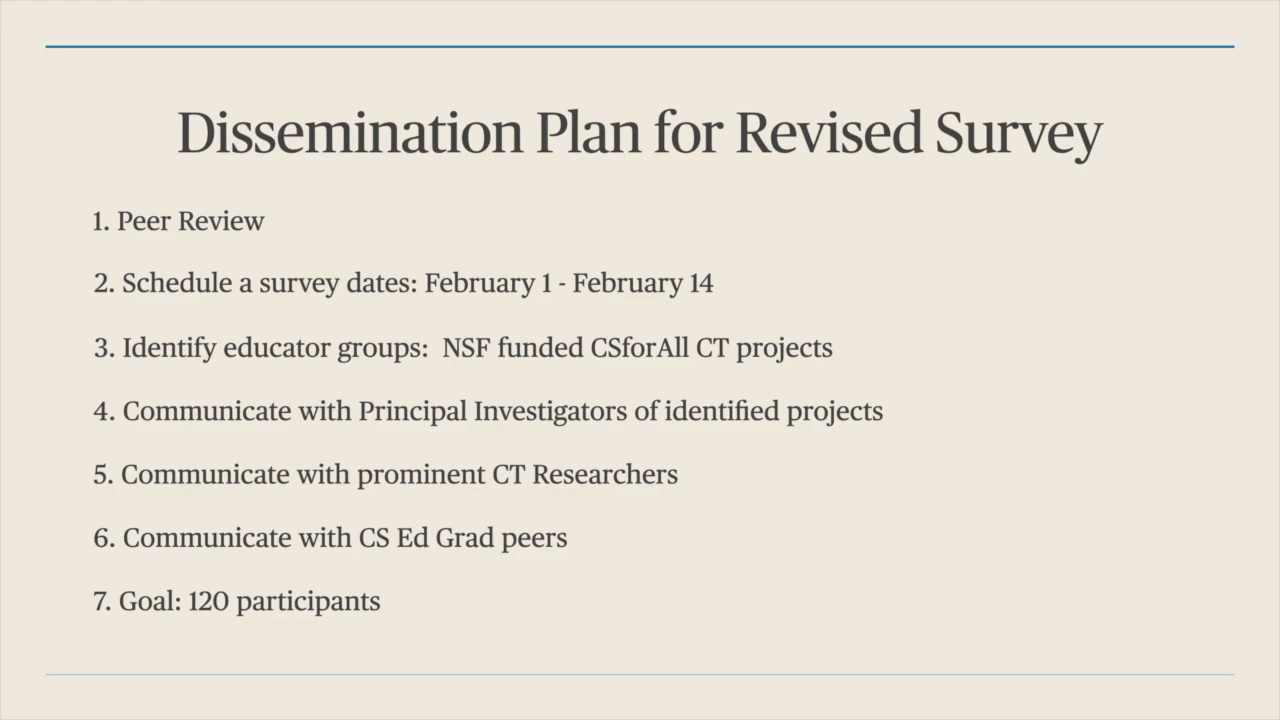 Dissemination Plan for Revised Survey
1. Peer Review
2. Schedule a survey dates: February 1 - February 14
3. Identify educator groups:  NSF funded CSforAll CT projects
4. Communicate with Principal Investigators of identified projects
5. Communicate with prominent CT Researchers
6. Communicate with CS Ed Grad peers
7. Goal: 120 participants